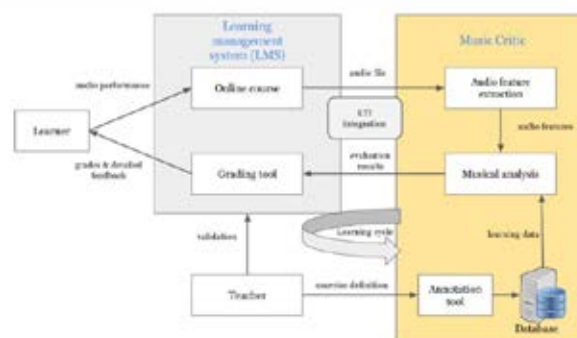 Learning
management
system (LMS)
Music Critic
audio performance
Online course
audio file
Audio feature
extraction
Learner
LTI
integration
audio features
grades & detailed
feedback
Grading tool
evaluation
results
Musical analysis
validation
Learning cycle
learning data
Teacher
exercise definition
Annotation
tool
Database